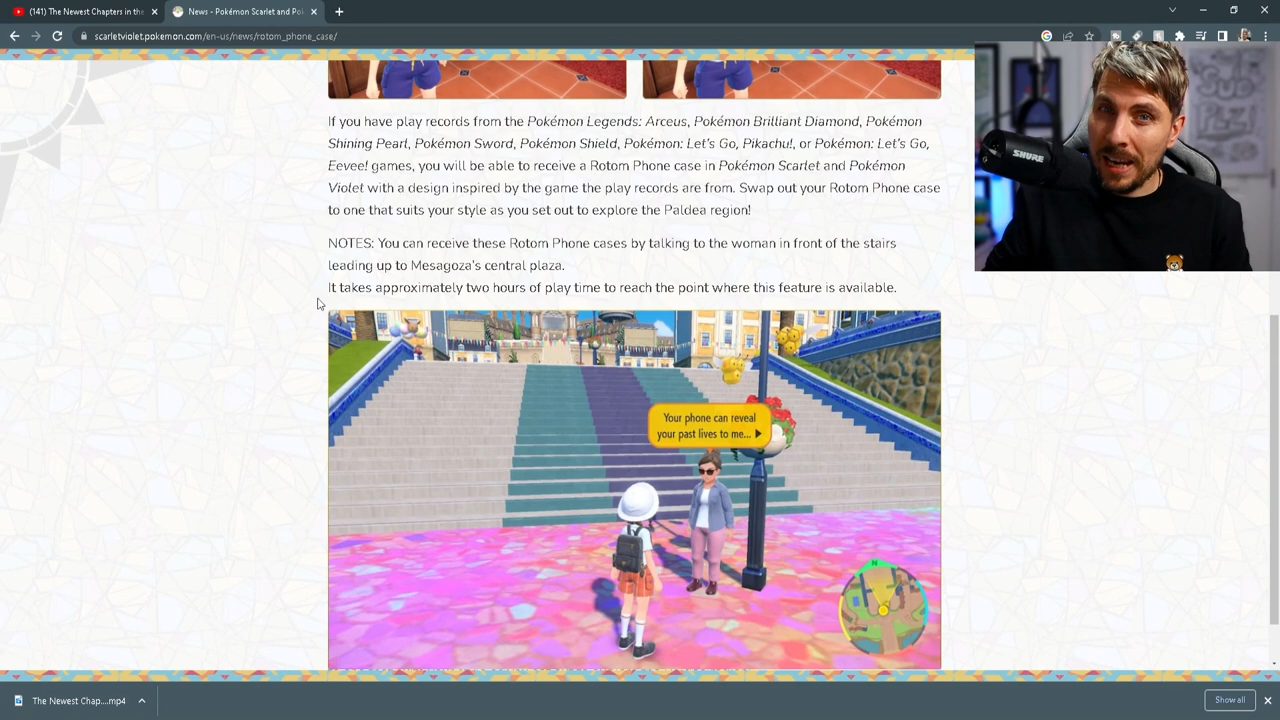 (141) The Newest Chapters in the
News - Pokémon Scarlet and Pok
scarletviolet.pokemon.com/en-us/news/rotom_phone_case/
SHURE
If you have play records from the Pokémon Legends: Arceus, Pokémon Brilliant Diamond, Pokémon
Shining Pearl, Pokémon Sword, Pokémon Shield, Pokémon: Let's Go, Pikachu!, or Pokémon: Let's Go,
Eevee! games, you will be able to receive a Rotom Phone case in Pokémon Scarlet and Pokémon
Violet with a design inspired by the game the play records are from. Swap out your Rotom Phone case
to one that suits your style as you set out to explore the Paldea region!
NOTES: You can receive these Rotom Phone cases by talking to the woman in front of the stairs
leading up to Mesagoza's central plaza.
It takes approximately two hours of play time to reach the point where this feature is available.
Your phone can reveal
your past lives to me...
N
The Newest Chap....mp4
Show all